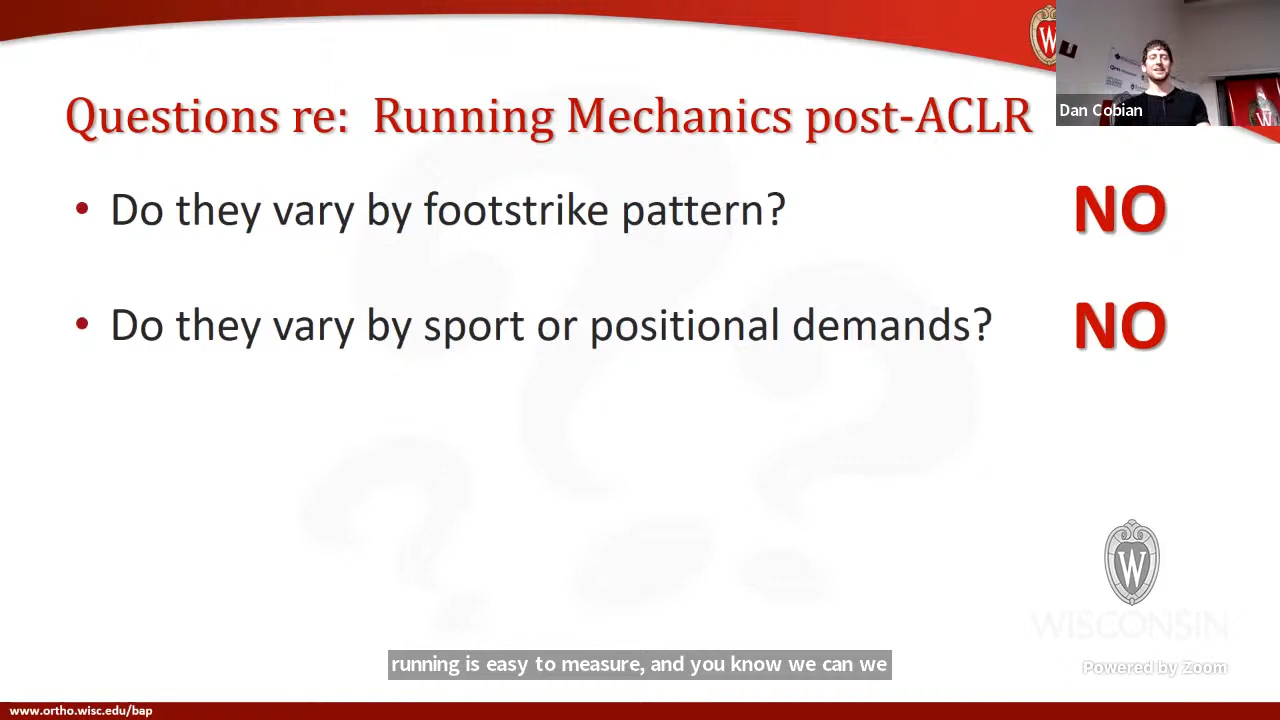 Questions re: Running Mechanics post-ACLR
Dan Cobian
• Do they vary by footstrike pattern? NO
• Do they vary by sport or positional demands? NO
W
WISCONSIN
running is easy to measure, and you know we can we
Powered by Zoom
www.ortho.wisc.edu/bap